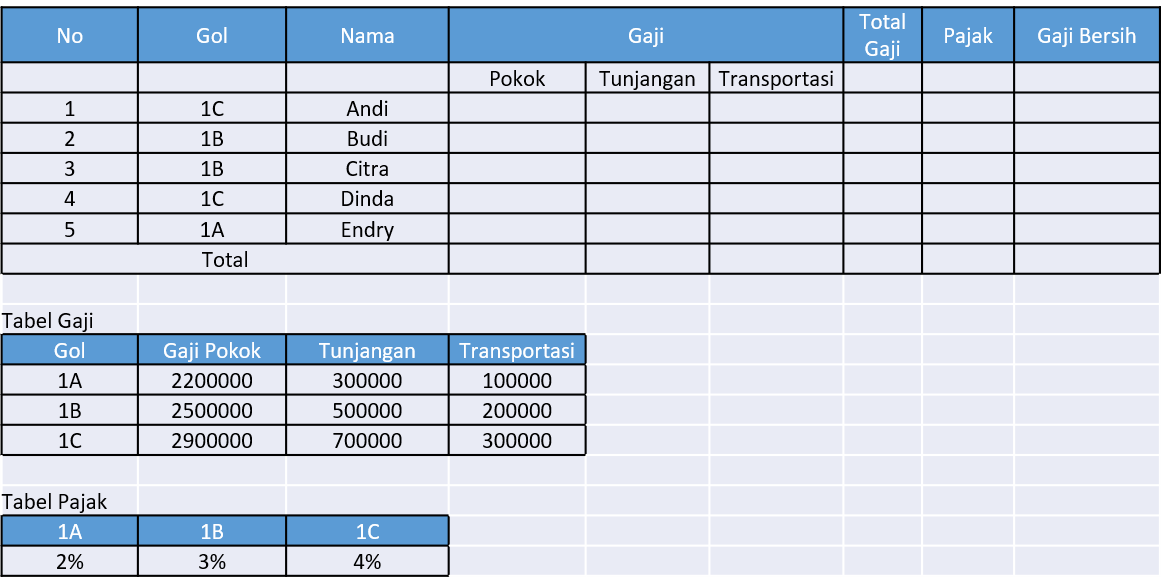 No Gol Nama Gaji Total Gaji Pajak Gaji Bersih
Pokok Tunjangan Transportasi
1 1C Andi
2 1B Budi
3 1B Citra
4 1C Dinda
5 1A Endry
Total
Tabel Gaji
Gol Gaji Pokok Tunjangan Transportasi
1A 2200000 300000 100000
1B 2500000 500000 200000
1C 2900000 700000 300000
Tabel Pajak
1A 1B 1C
2% 3% 4%